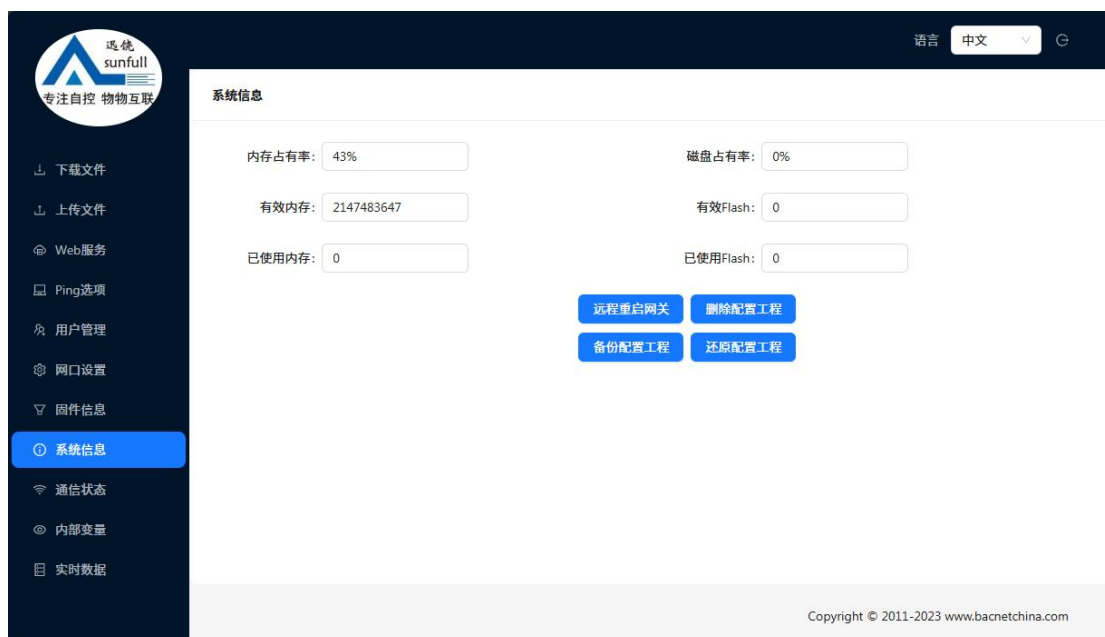 迅饶
sunfull
专注自控 物物互联
语言 中文
系统信息
下载文件
上传文件
Web服务
Ping选项
用户管理
网口设置
固件信息
系统信息
通信状态
内部变量
实时数据
内存占有率: 43% 磁盘占有率: 0%
有效内存: 2147483647 有效Flash: 0
已使用内存: 0 已使用Flash: 0
远程重启网关 删除配置工程
备份配置工程 还原配置工程
Copyright © 2011-2023 www.bacnetchina.com